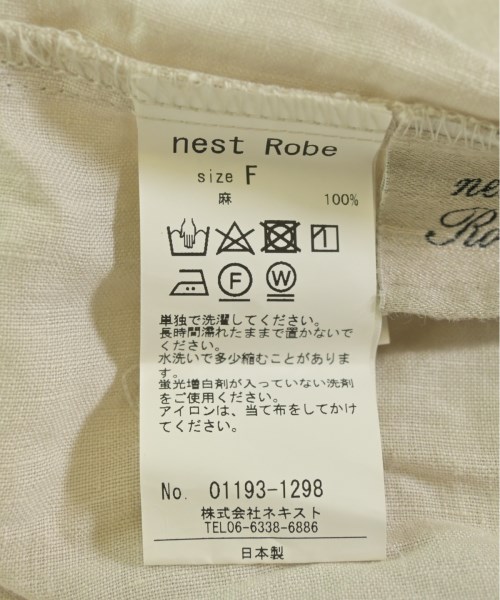 nest Robe
size F
麻 100%
F W
単独で洗濯してください。
長時間濡れたままで置かないで
ください。
水洗いで多少縮むことがありま
す。
蛍光増白剤が入っていない洗剤
をご使用ください。
アイロンは、当て布をしてかけ
てください。
No. 01193-1298
株式会社ネキスト
TEL06-6338-6886
日本製
ne
Ro